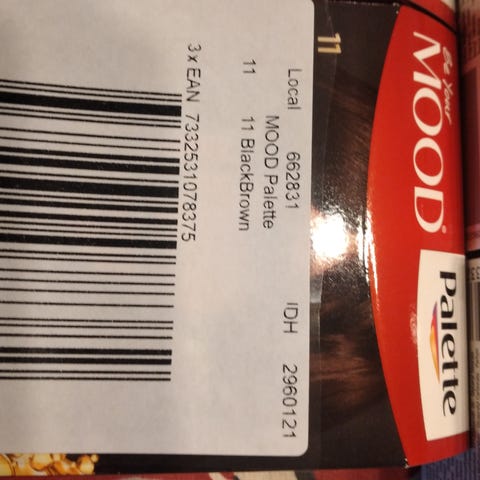 Be Your
MOOD®
Palette
11
Local 662831 IDH 2960121
MOOD Palette
11 11 BlackBrown
3 x EAN 7332531078375